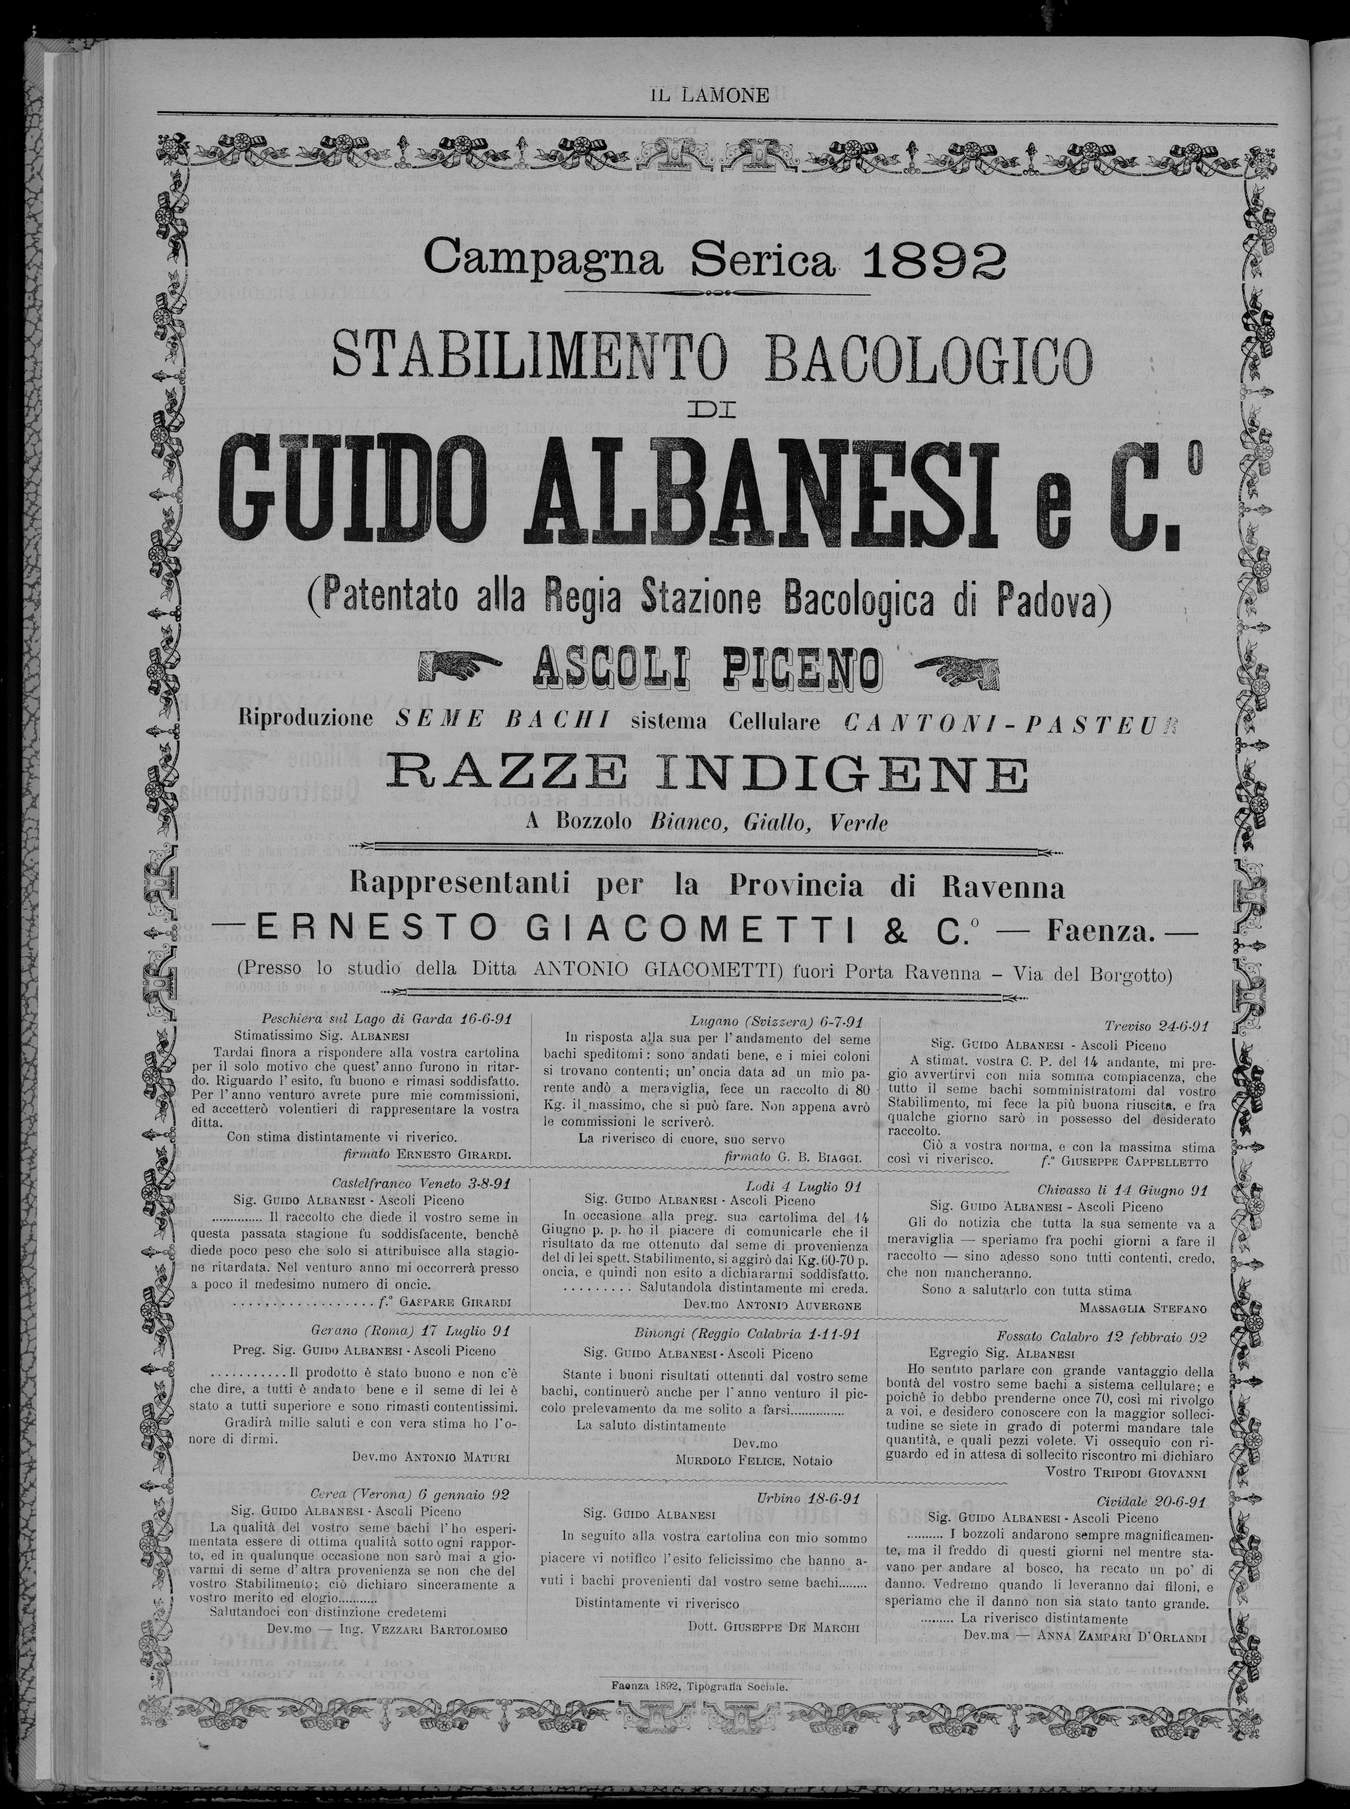 IL LAMONE
Campagna Serica 1892
STABILIMENTO BACOLOGICO
DI
GUIDO ALBANESI e C.º
(Patentato alla Regia Stazione Bacologica di Padova)
ASCOLI PICENO
Riproduzione SEME BACHI sistema Cellulare CANTONI-PASTEUR
RAZZE INDIGENE
A Bozzolo Bianco, Giallo, Verde
Rappresentanti per la Provincia di Ravenna
— ERNESTO GIACOMETTI & C.º — Faenza. —
(Presso lo studio della Ditta ANTONIO GIACOMETTI) fuori Porta Ravenna – Via del Borgotto)
Peschiera sul Lago di Garda 16-6-91
Stimatissimo Sig. ALBANESI
Tardai finora a rispondere alla vostra cartolina
per il solo motivo che quest'anno furono in ritar-
do. Riguardo l'esito, fu buono e rimasi soddisfatto.
Per l'anno venturo avrete pure mie commissioni,
ed accetterò volentieri di rappresentare la vostra
ditta.
Con stima distintamente vi riverico.
firmato ERNESTO GIRARDI.
Castelfranco Veneto 3-8-91
Sig. GUIDO ALBANESI - Ascoli Piceno
............. Il raccolto che diede il vostro seme in
questa passata stagione fu soddisfacente, benchè
diede poco peso che solo si attribuisce alla stagio-
ne ritardata. Nel venturo anno mi occorrerà presso
a poco il medesimo numero di oncie.
.................. f.º GASPARE GIRARDI
Gerano (Roma) 17 Luglio 91
Preg. Sig. GUIDO ALBANESI - Ascoli Piceno
...........Il prodotto è stato buono e non c'è
che dire, a tutti è andato bene e il seme di lei è
stato a tutti superiore e sono rimasti contentissimi.
Gradirà mille saluti e con vera stima ho l'o-
nore di dirmi.
Dev.mo ANTONIO MATURI
Cerea (Verona) 6 gennaio 92
Sig. GUIDO ALBANESI - Ascoli Piceno
La qualità del vostro seme bachi l'ho esperi-
mentata essere di ottima qualità sotto ogni rappor-
to, ed in qualunque occasione non sarò mai a gio-
varmi di seme d'altra provenienza se non che del
vostro Stabilimento; ciò dichiaro sinceramente a
vostro merito ed elogio..........
Salutandoci con distinzione credetemi
Dev.mo — Ing. VEZZARI BARTOLOMEO
Lugano (Svizzera) 6-7-91
In risposta alla sua per l'andamento del seme
bachi speditomi: sono andati bene, e i miei coloni
si trovano contenti; un'oncia data ad un mio pa-
rente andò a meraviglia, fece un raccolto di 80
Kg. il massimo, che si può fare. Non appena avrò
le commissioni le scriverò.
La riverisco di cuore, suo servo
firmato G. B. BIAGGI.
Lodi 4 Luglio 91
Sig. GUIDO ALBANESI - Ascoli Piceno
In occasione alla preg. sua cartolima del 14
Giugno p. p. ho il piacere di comunicarle che il
risultato da me ottenuto dal seme di provenienza
del di lei spett. Stabilimento, si aggirò dai Kg. 60-70 p.
oncia, e quindi non esito a dichiararmi soddisfatto.
......... Salutandola distintamente mi creda.
Dev.mo ANTONIO AUVERGNE
Binongi (Reggio Calabria 1-11-91
Sig. GUIDO ALBANESI - Ascoli Piceno
Stante i buoni risultati ottenuti dal vostro seme
bachi, continuerò anche per l'anno venturo il pic-
colo prelevamento da me solito a farsi..............
La saluto distintamente
Dev.mo
MURDOLO FELICE, Notaio
Urbino 18-6-91
Sig. GUIDO ALBANESI
In seguito alla vostra cartolina con mio sommo
piacere vi notifico l'esito felicissimo che hanno a-
vuti i bachi provenienti dal vostro seme bachi........
Distintamente vi riverisco
Dott. GIUSEPPE DE MARCHI
Treviso 24-6-91
Sig. GUIDO ALBANESI - Ascoli Piceno
A stimat. vostra C. P. del 14 andante, mi pre-
gio avvertirvi con mia somma compiacenza, che
tutto il seme bachi somministratomi dal vostro
Stabilimento, mi fece la più buona riuscita, e fra
qualche giorno sarò in possesso del desiderato
raccolto.
Ciò a vostra norma, e con la massima stima
così vi riverisco. f.º GIUSEPPE CAPPELLETTO
Chivasso li 14 Giugno 91
Sig. GUIDO ALBANESI - Ascoli Piceno
Gli do notizia che tutta la sua semente va a
meraviglia — speriamo fra pochi giorni a fare il
raccolto — sino adesso sono tutti contenti, credo,
che non mancheranno.
Sono a salutarlo con tutta stima
MASSAGLIA STEFANO
Fossato Calabro 12 febbraio 92
Egregio Sig. ALBANESI
Ho sentito parlare con grande vantaggio della
bontà del vostro seme bachi a sistema cellulare; e
poichè io debbo prenderne once 70, così mi rivolgo
a voi, e desidero conoscere con la maggior solleci-
tudine se siete in grado di potermi mandare tale
quantità, e quali pezzi volete. Vi ossequio con ri-
guardo ed in attesa di sollecito riscontro mi dichiaro
Vostro TRIPODI GIOVANNI
Cividale 20-6-91
Sig. GUIDO ALBANESI - Ascoli Piceno
.......... I bozzoli andarono sempre magnificamen-
te, ma il freddo di questi giorni nel mentre sta-
vano per andare al bosco, ha recato un po' di
danno. Vedremo quando li leveranno dai filoni, e
speriamo che il danno non sia stato tanto grande.
......... La riverisco distintamente
Dev.ma — ANNA ZAMPARI D'ORLANDI
Faenza 1892, Tipografia Sociale.